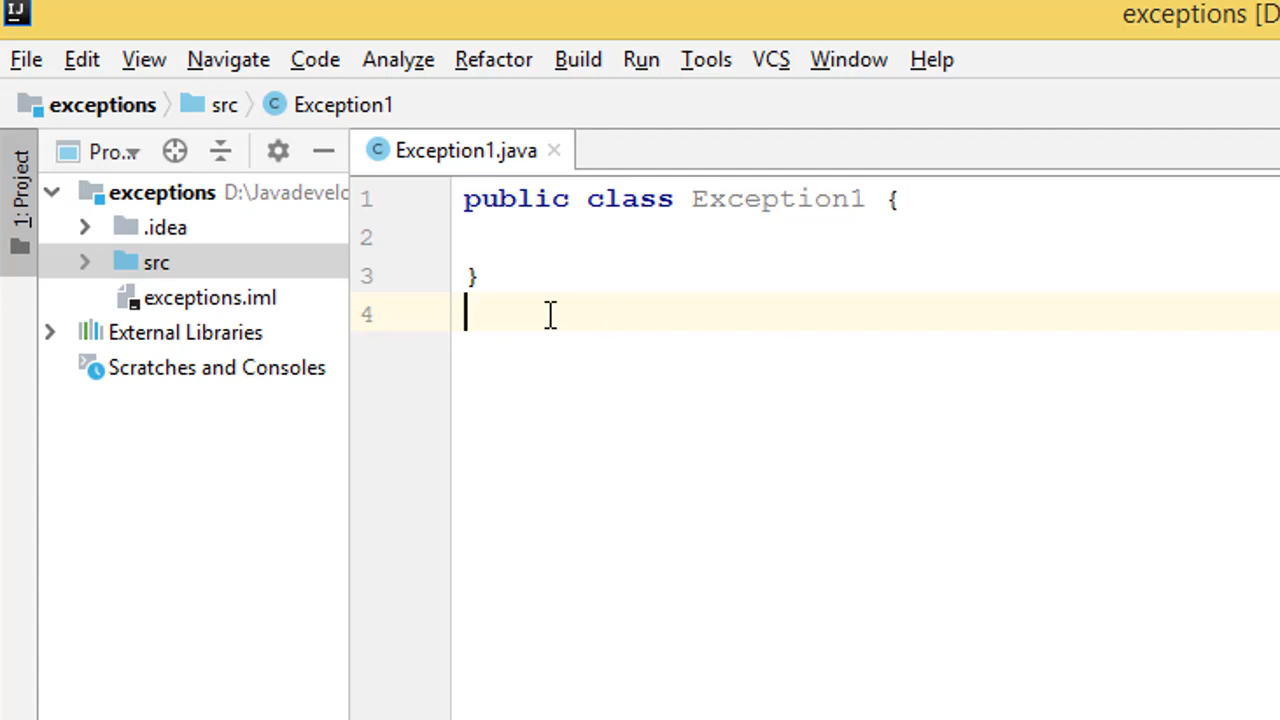 IJ
exceptions [D
File Edit View Navigate Code Analyze Refactor Build Run Tools VCS Window Help
exceptions src Exception1
1: Project
Pro...
exceptions D:\Javadevelo
.idea
src
exceptions.iml
External Libraries
Scratches and Consoles
Exception1.java
1 public class Exception1 {
2
3 }
4